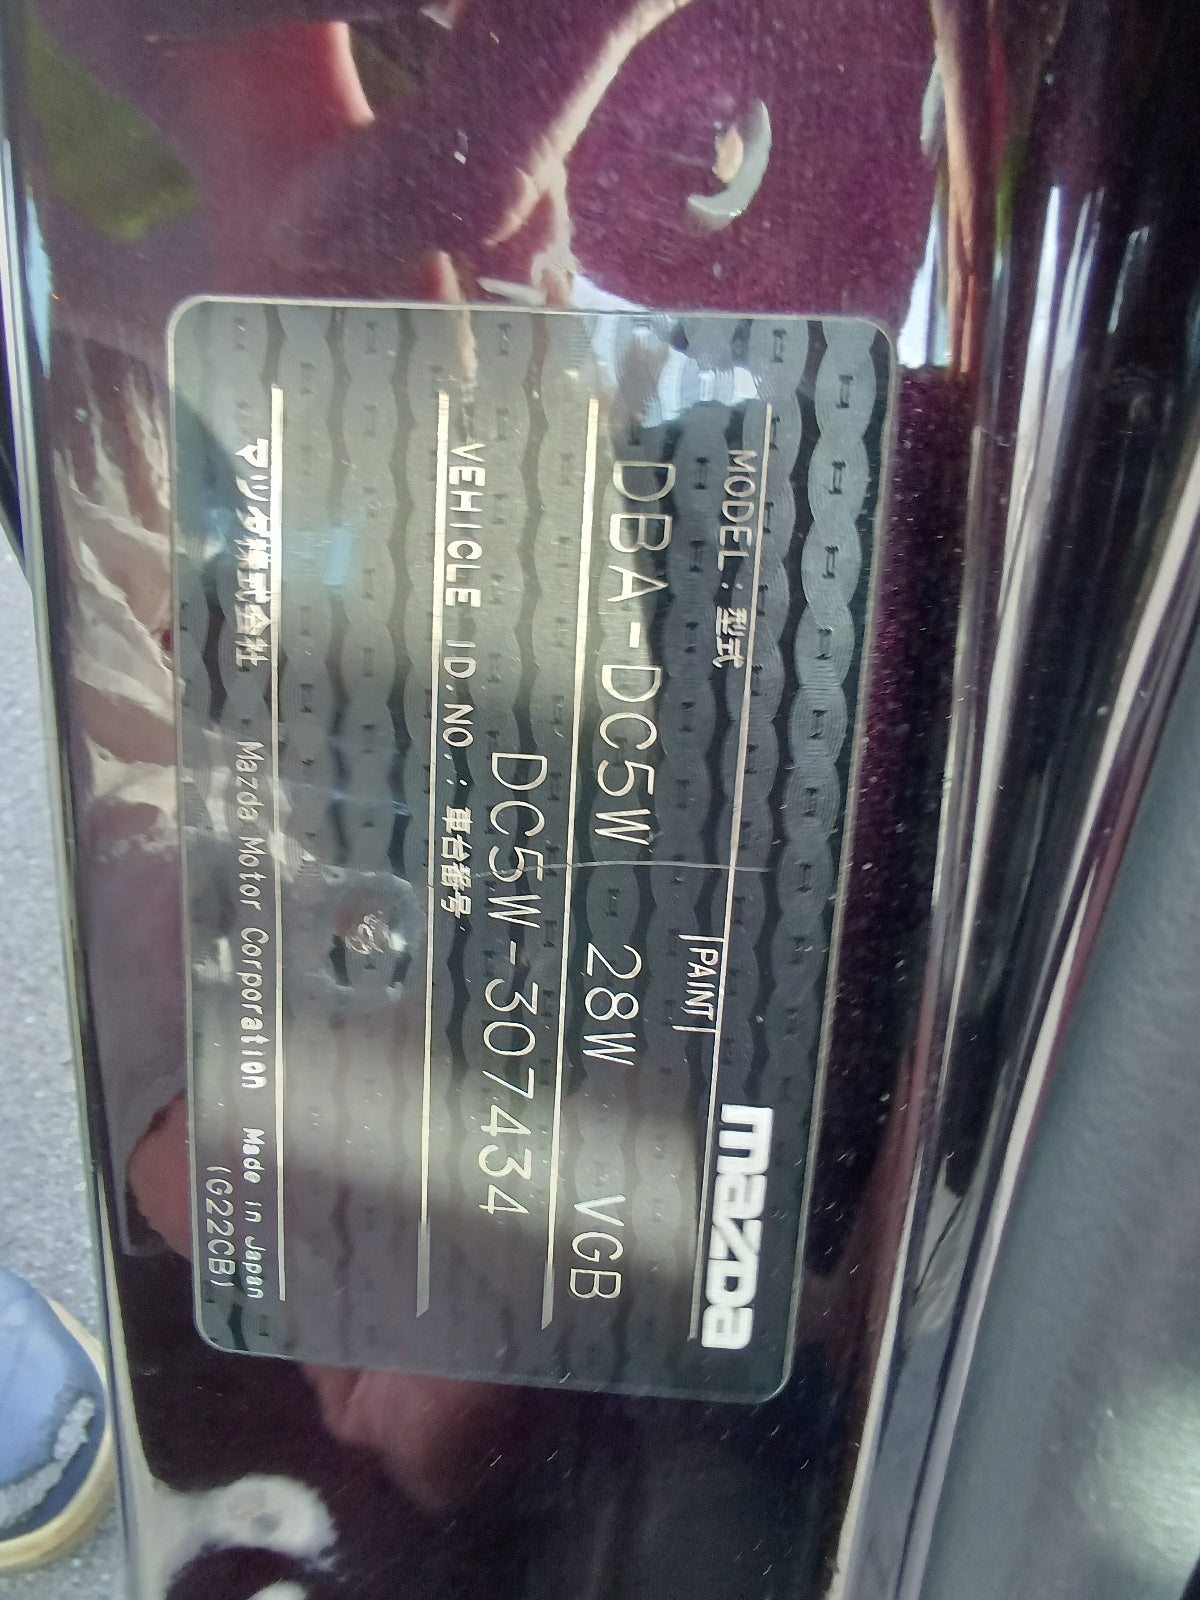 mazda
MODEL:型式
PAINT
DBA-DC5W 28W VGB
DC5W-307434
VEHICLE ID.NO.:車台番号
マツダ株式会社 Mazda Motor Corporation Made in Japan
(G22CB)